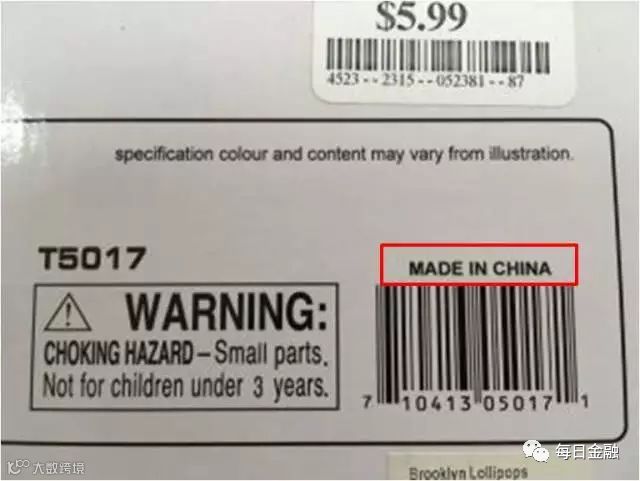 $5.99
4523--2315--052381--87
specification colour and content may vary from illustration.
T5017
MADE IN CHINA
WARNING:
CHOKING HAZARD – Small parts.
Not for children under 3 years.
7 10413 05017 1
每日金融
大数跨境
Brooklyn Lollipops